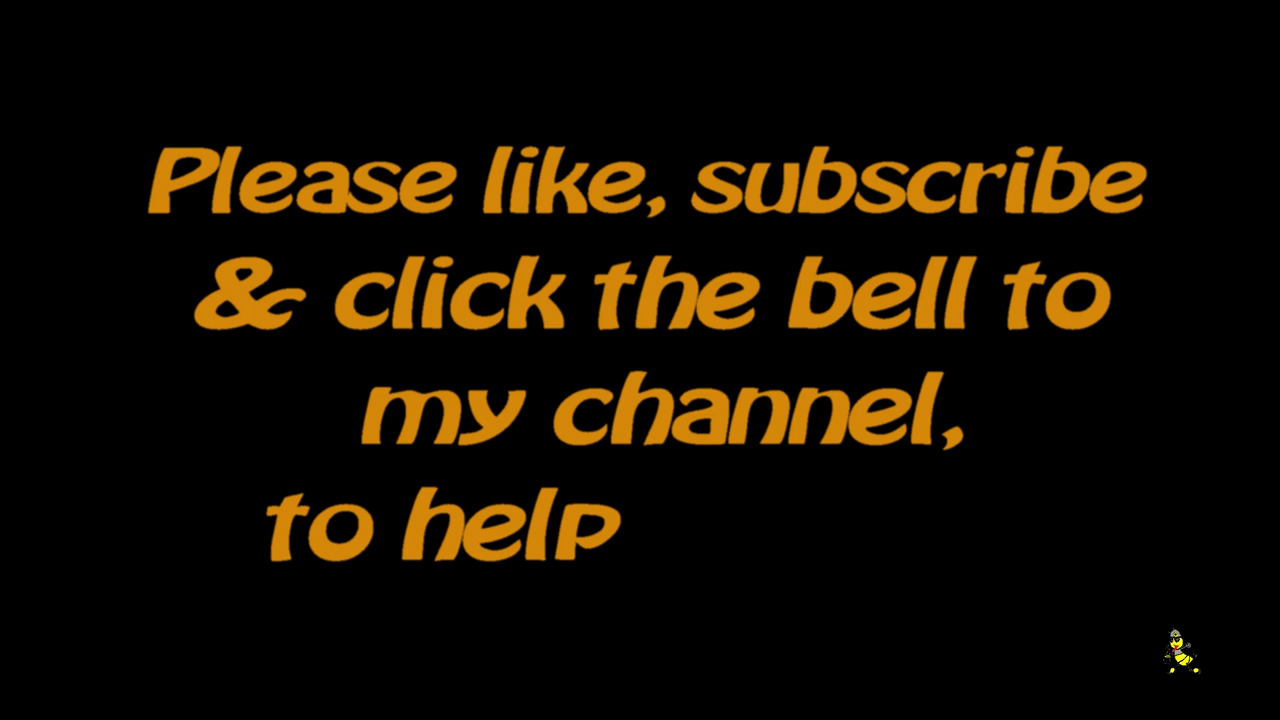 Please like, subscribe
& click the bell to
my channel,
to help